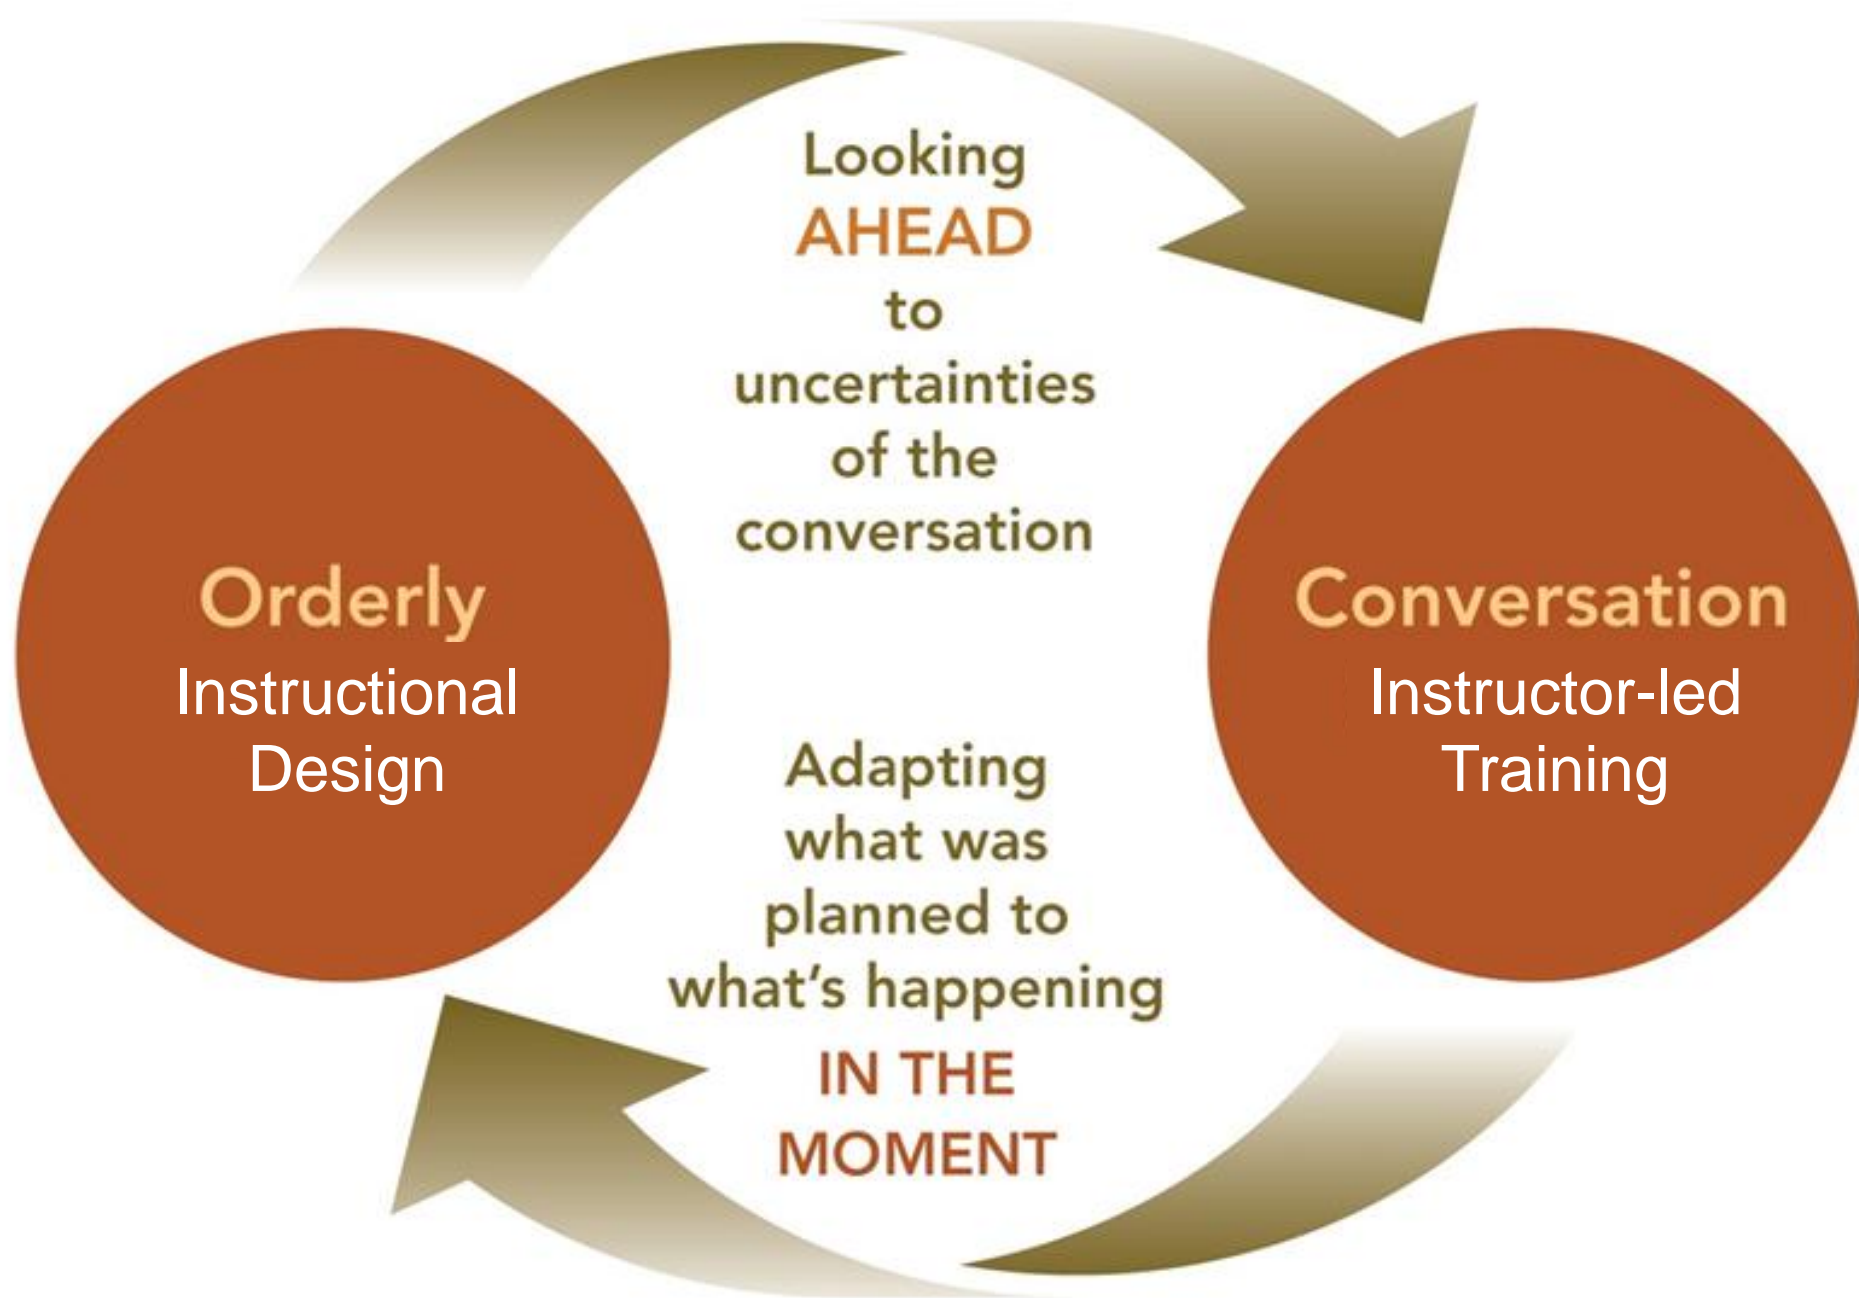 Looking
AHEAD
to
uncertainties
of the
conversation
Orderly
Instructional
Design
Conversation
Instructor-led
Training
Adapting
what was
planned to
what's happening
IN THE
MOMENT